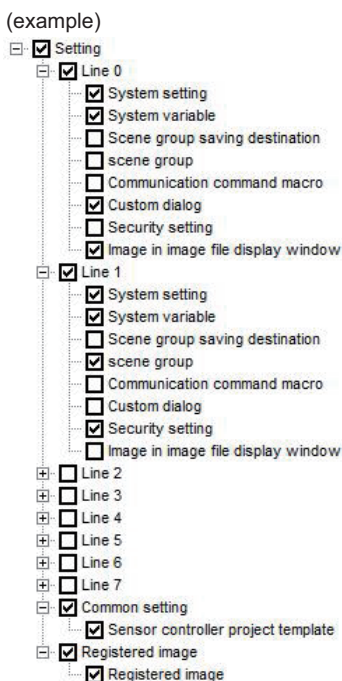 (example)
Setting
Line 0
System setting
System variable
Scene group saving destination
scene group
Communication command macro
Custom dialog
Security setting
Image in image file display window
Line 1
System setting
System variable
Scene group saving destination
scene group
Communication command macro
Custom dialog
Security setting
Image in image file display window
Line 2
Line 3
Line 4
Line 5
Line 6
Line 7
Common setting
Sensor controller project template
Registered image
Registered image